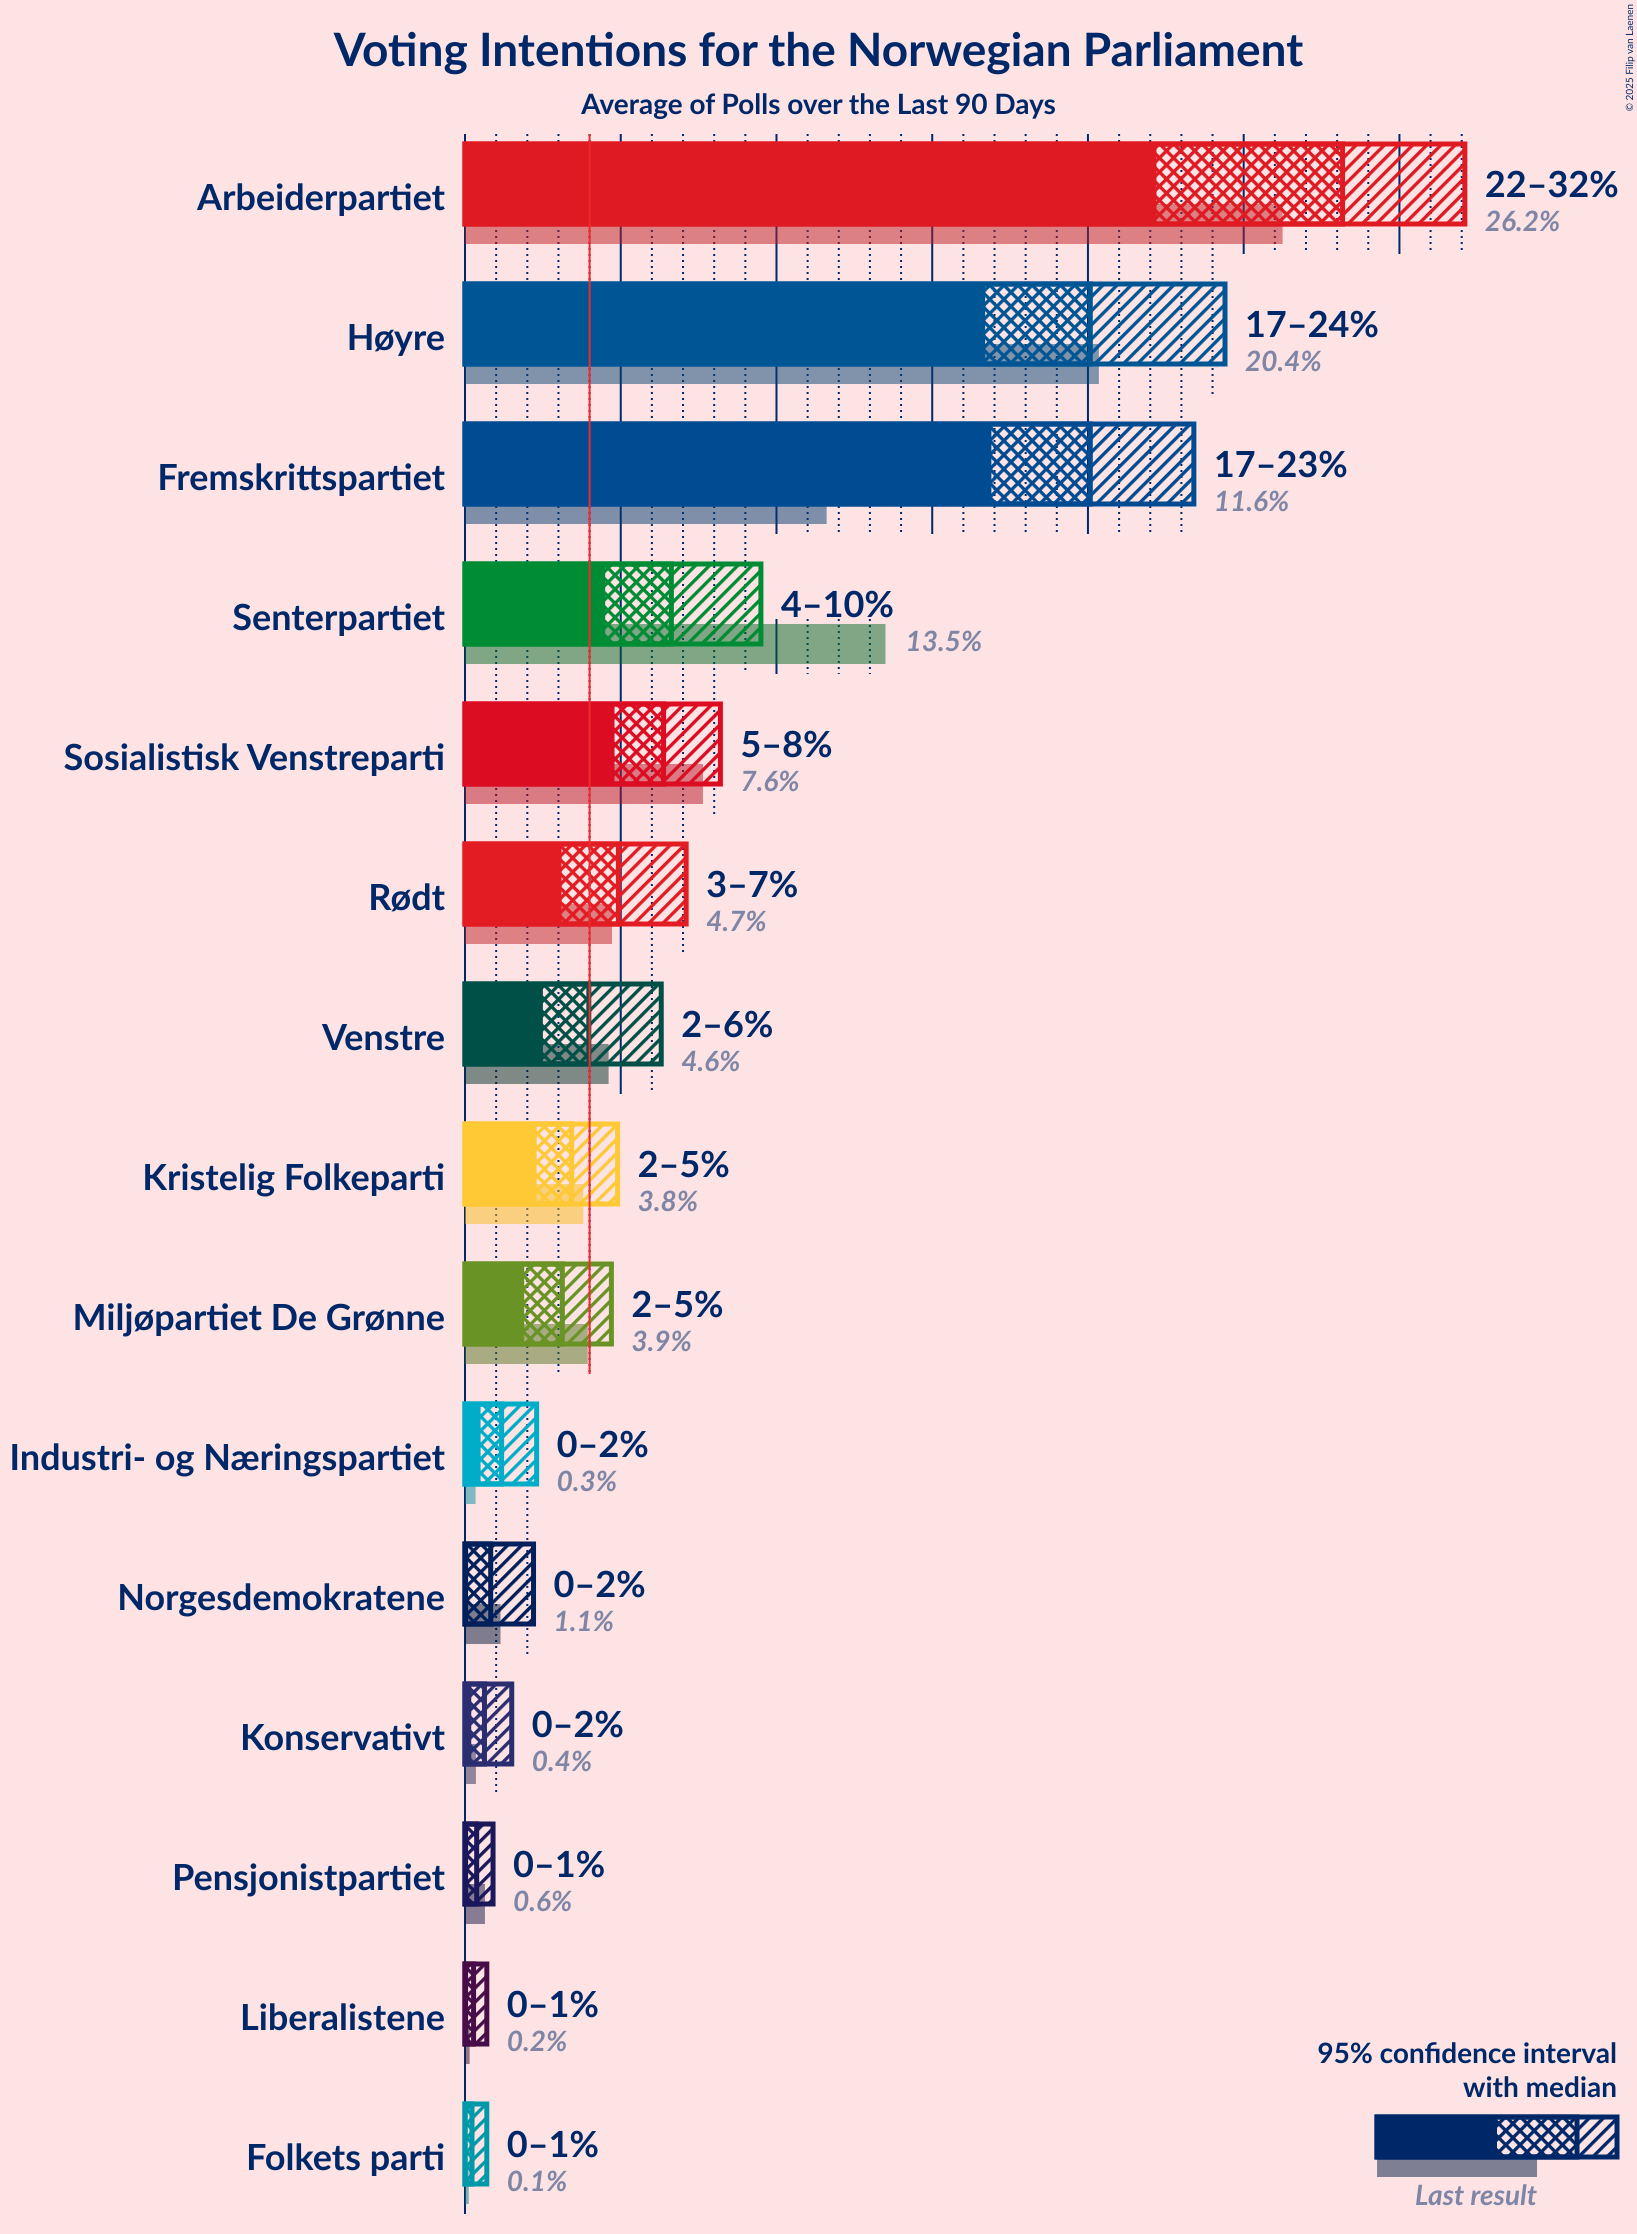 © 2025 Filip van Laenen
Voting Intentions for the Norwegian Parliament
Average of Polls over the Last 90 Days
Arbeiderpartiet
22–32%
26.2%
Høyre
17–24%
20.4%
Fremskrittspartiet
17–23%
11.6%
Senterpartiet
4–10%
13.5%
Sosialistisk Venstreparti
5–8%
7.6%
Rødt
3–7%
4.7%
Venstre
2–6%
4.6%
Kristelig Folkeparti
2–5%
3.8%
Miljøpartiet De Grønne
2–5%
3.9%
Industri- og Næringspartiet
0–2%
0.3%
Norgesdemokratene
0–2%
1.1%
Konservativt
0–2%
0.4%
Pensjonistpartiet
0–1%
0.6%
Liberalistene
0–1%
0.2%
Folkets parti
0–1%
0.1%
95% confidence interval
with median
Last result